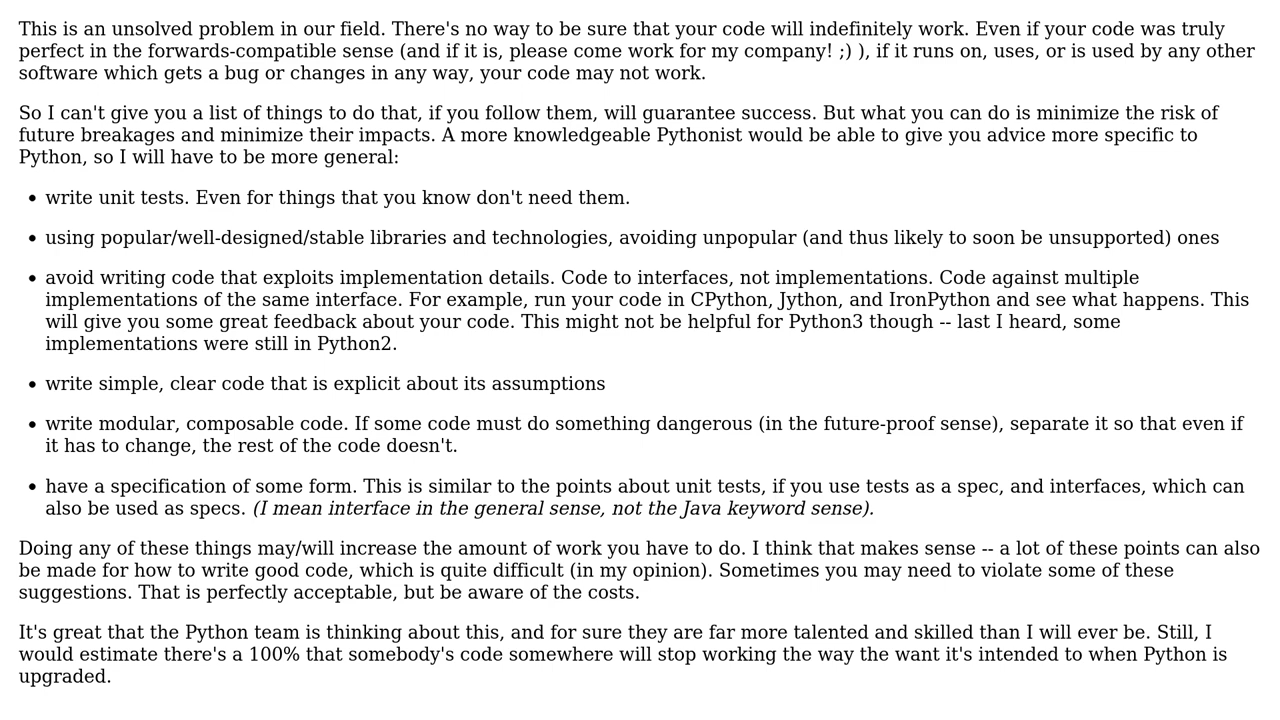 This is an unsolved problem in our field. There's no way to be sure that your code will indefinitely work. Even if your code was truly
perfect in the forwards-compatible sense (and if it is, please come work for my company! ;) ), if it runs on, uses, or is used by any other
software which gets a bug or changes in any way, your code may not work.
So I can't give you a list of things to do that, if you follow them, will guarantee success. But what you can do is minimize the risk of
future breakages and minimize their impacts. A more knowledgeable Pythonist would be able to give you advice more specific to
Python, so I will have to be more general:
• write unit tests. Even for things that you know don't need them.
• using popular/well-designed/stable libraries and technologies, avoiding unpopular (and thus likely to soon be unsupported) ones
• avoid writing code that exploits implementation details. Code to interfaces, not implementations. Code against multiple
implementations of the same interface. For example, run your code in CPython, Jython, and IronPython and see what happens. This
will give you some great feedback about your code. This might not be helpful for Python3 though -- last I heard, some
implementations were still in Python2.
• write simple, clear code that is explicit about its assumptions
• write modular, composable code. If some code must do something dangerous (in the future-proof sense), separate it so that even if
it has to change, the rest of the code doesn't.
• have a specification of some form. This is similar to the points about unit tests, if you use tests as a spec, and interfaces, which can
also be used as specs. (I mean interface in the general sense, not the Java keyword sense).
Doing any of these things may/will increase the amount of work you have to do. I think that makes sense -- a lot of these points can also
be made for how to write good code, which is quite difficult (in my opinion). Sometimes you may need to violate some of these
suggestions. That is perfectly acceptable, but be aware of the costs.
It's great that the Python team is thinking about this, and for sure they are far more talented and skilled than I will ever be. Still, I
would estimate there's a 100% that somebody's code somewhere will stop working the way the want it's intended to when Python is
upgraded.